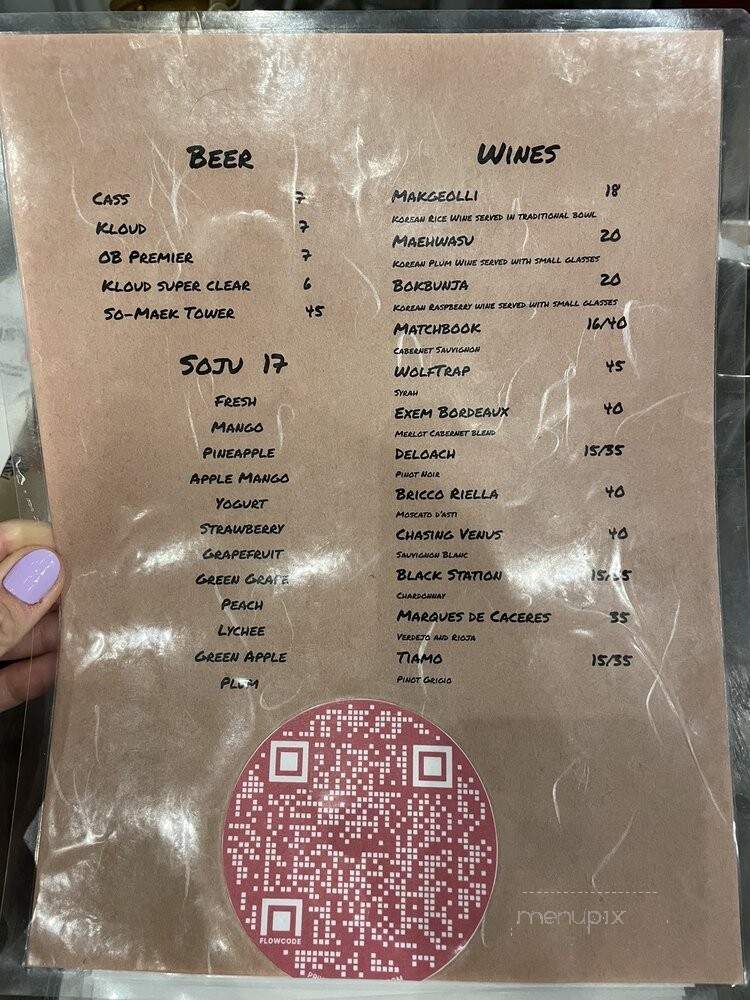 BEER
CASS 7
KLOUD 7
OB PREMIER 7
KLOUD SUPER CLEAR 6
SO-MAEK TOWER 45
SOJU 17
FRESH
MANGO
PINEAPPLE
APPLE MANGO
YOGURT
STRAWBERRY
GRAPEFRUIT
GREEN GRAPE
PEACH
LYCHEE
GREEN APPLE
PLUM
WINES
MAKGEOLLI 18
KOREAN RICE WINE SERVED IN TRADITIONAL BOWL
MAEHWASU 20
KOREAN PLUM WINE SERVED WITH SMALL GLASSES
BOKBUNJA 20
KOREAN RASPBERRY WINE SERVED WITH SMALL GLASSES
MATCHBOOK 16/40
CABERNET SAUVIGNON
WOLFTRAP 45
SYRAH
EXEM BORDEAUX 40
MERLOT CABERNET BLEND
DELOACH 15/35
PINOT NOIR
BRICCO RIELLA 40
MOSCATO D'ASTI
CHASING VENUS 40
SAUVIGNON BLANC
BLACK STATION 15/35
CHARDONNAY
MARQUES DE CACERES 35
VERDEJO AND RIOJA
TIAMO 15/35
PINOT GRIGIO
FLOWCODE
menupix